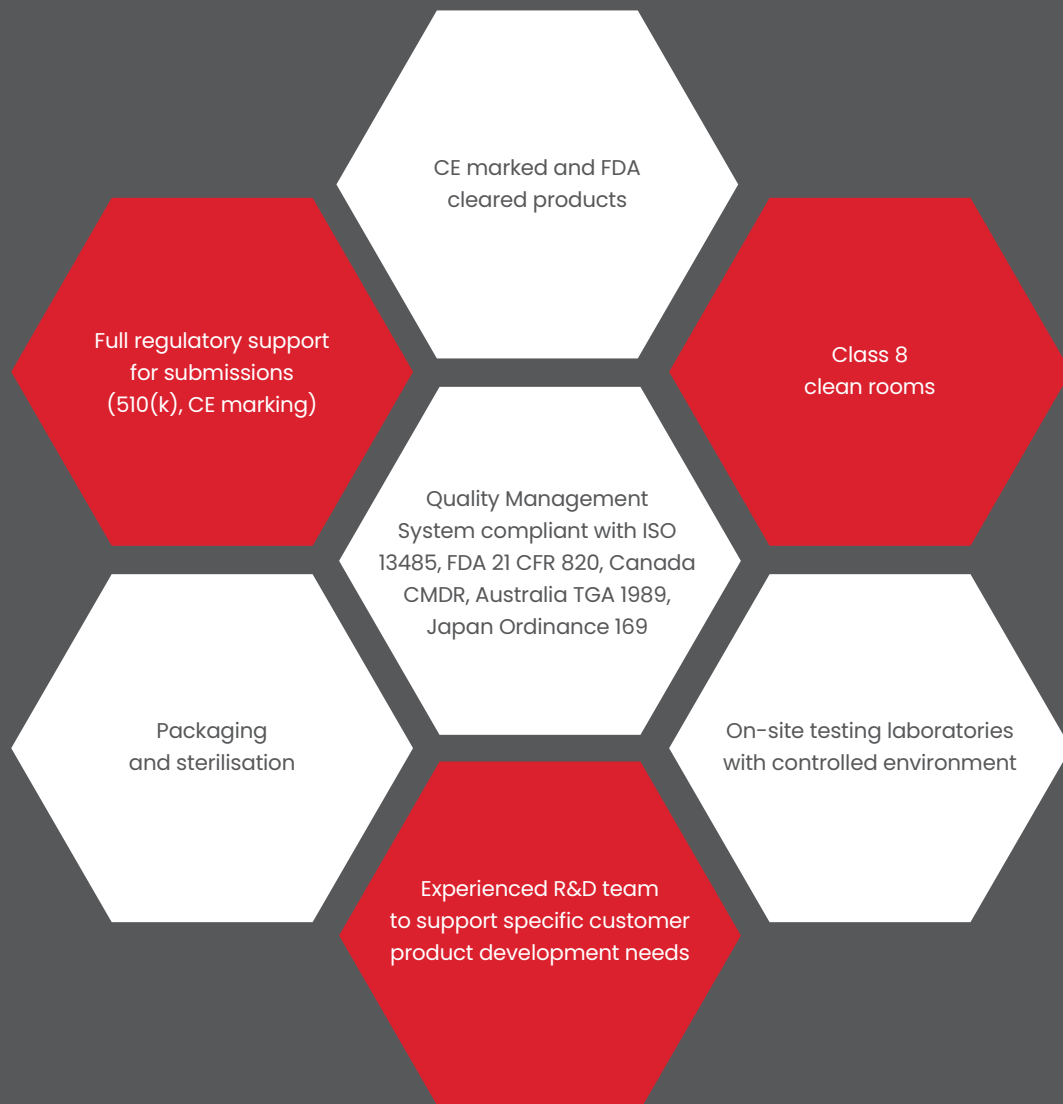 CE marked and FDA
cleared products
Full regulatory support
for submissions
(510(k), CE marking)
Class 8
clean rooms
Quality Management
System compliant with ISO
13485, FDA 21 CFR 820, Canada
CMDR, Australia TGA 1989,
Japan Ordinance 169
Packaging
and sterilisation
On-site testing laboratories
with controlled environment
Experienced R&D team
to support specific customer
product development needs